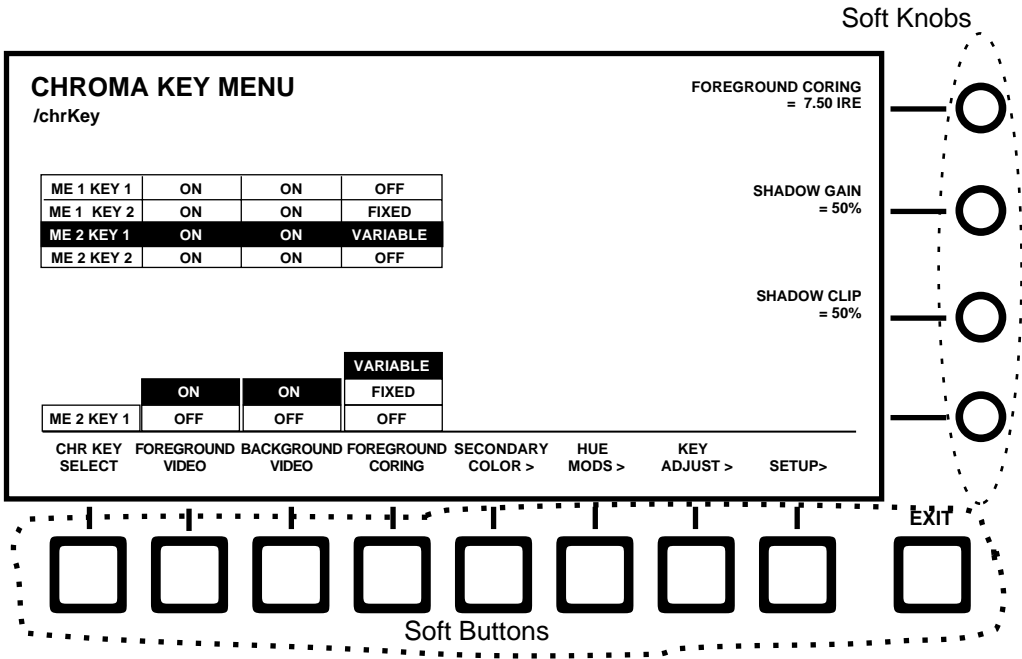 Soft Knobs
CHROMA KEY MENU
/chrKey
FOREGROUND CORING
= 7.50 IRE
SHADOW GAIN
= 50%
SHADOW CLIP
= 50%
ME 1 KEY 1 ON ON OFF
ME 1 KEY 2 ON ON FIXED
ME 2 KEY 1 ON ON VARIABLE
ME 2 KEY 2 ON ON OFF
VARIABLE
ON ON FIXED
ME 2 KEY 1 OFF OFF OFF
CHR KEY FOREGROUND BACKGROUND FOREGROUND SECONDARY HUE KEY
SELECT VIDEO VIDEO CORING COLOR > MODS > ADJUST > SETUP>
EXIT
Soft Buttons